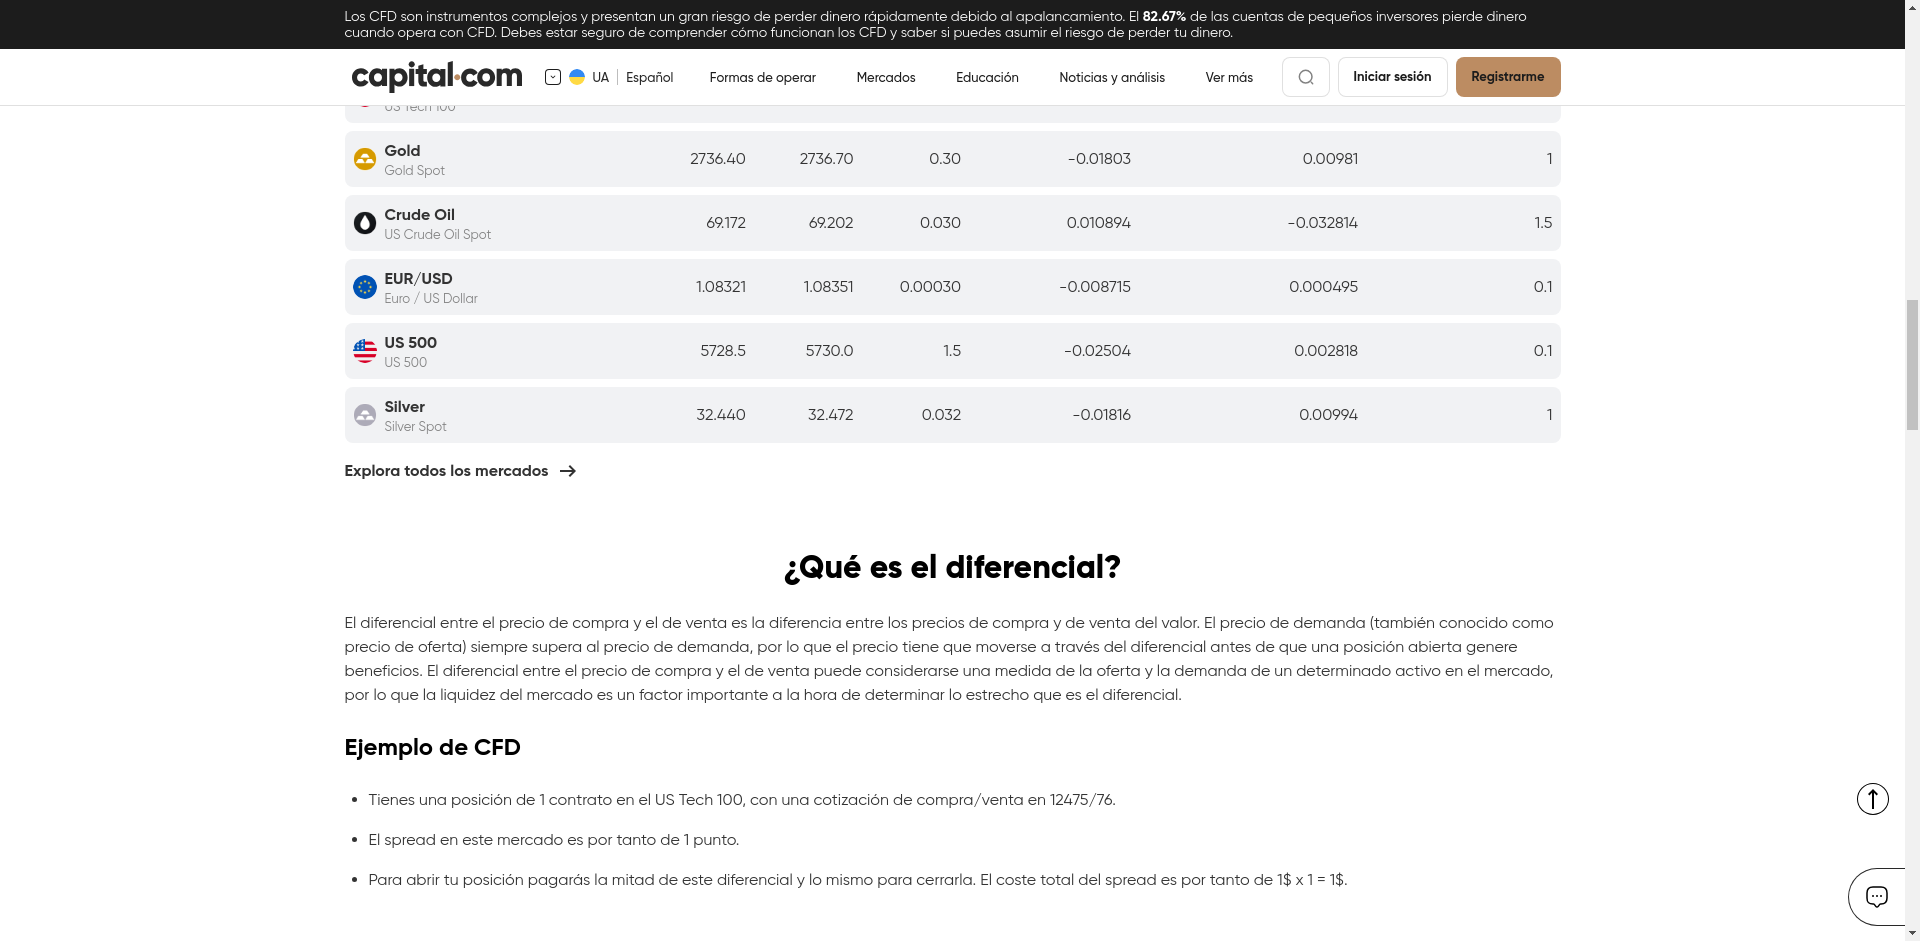 Los CFD son instrumentos complejos y presentan un gran riesgo de perder dinero rápidamente debido al apalancamiento. El 82.67% de las cuentas de pequeños inversores pierde dinero
cuando opera con CFD. Debes estar seguro de comprender cómo funcionan los CFD y saber si puedes asumir el riesgo de perder tu dinero.
capital.com UA Español Formas de operar Mercados Educación Noticias y análisis Ver más Iniciar sesión Registrarme
US Tech 100
Gold
Gold Spot
2736.40 2736.70 0.30 -0.01803 0.00981 1
Crude Oil
US Crude Oil Spot
69.172 69.202 0.030 0.010894 -0.032814 1.5
EUR/USD
Euro / US Dollar
1.08321 1.08351 0.00030 -0.008715 0.000495 0.1
US 500
US 500
5728.5 5730.0 1.5 -0.02504 0.002818 0.1
Silver
Silver Spot
32.440 32.472 0.032 -0.01816 0.00994 1
Explora todos los mercados
¿Qué es el diferencial?
El diferencial entre el precio de compra y el de venta es la diferencia entre los precios de compra y de venta del valor. El precio de demanda (también conocido como
precio de oferta) siempre supera al precio de demanda, por lo que el precio tiene que moverse a través del diferencial antes de que una posición abierta genere
beneficios. El diferencial entre el precio de compra y el de venta puede considerarse una medida de la oferta y la demanda de un determinado activo en el mercado,
por lo que la liquidez del mercado es un factor importante a la hora de determinar lo estrecho que es el diferencial.
Ejemplo de CFD
• Tienes una posición de 1 contrato en el US Tech 100, con una cotización de compra/venta en 12475/76.
• El spread en este mercado es por tanto de 1 punto.
• Para abrir tu posición pagarás la mitad de este diferencial y lo mismo para cerrarla. El coste total del spread es por tanto de 1$ x 1 = 1$.